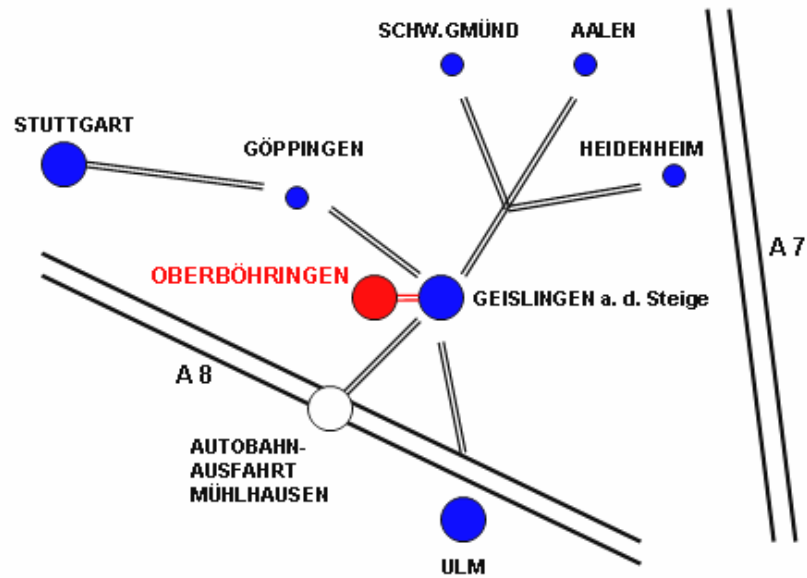 SCHW.GMÜND
AALEN
STUTTGART
GÖPPINGEN
HEIDENHEIM
A 7
OBERBÖHRINGEN
GEISLINGEN a. d. Steige
A 8
AUTOBAHN-
AUSFAHRT
MÜHLHAUSEN
ULM